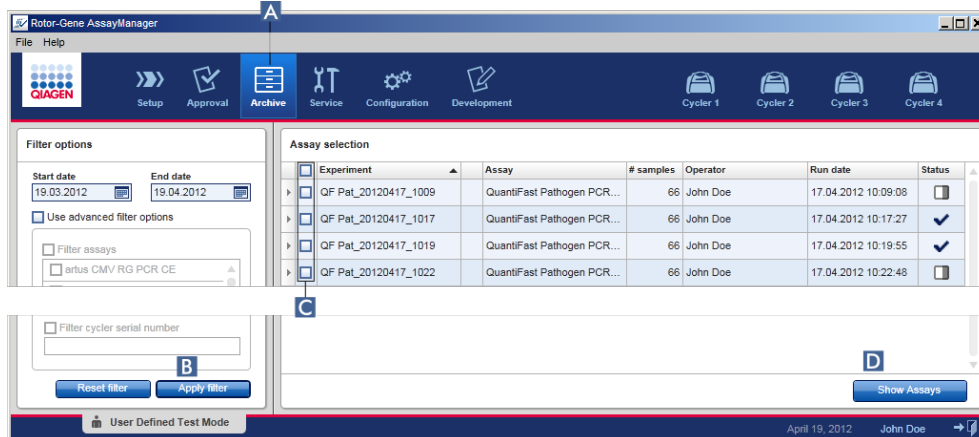 A
Rotor-Gene AssayManager
File Help
QIAGEN
Setup Approval Archive Service Configuration Development Cycler 1 Cycler 2 Cycler 3 Cycler 4
Filter options
Start date End date
19.03.2012 19.04.2012
Use advanced filter options
Filter assays
artus CMV RG PCR CE
Filter cycler serial number
B
Reset filter Apply filter
Assay selection
Experiment Assay # samples Operator Run date Status
QF Pat_20120417_1009 QuantiFast Pathogen PCR... 66 John Doe 17.04.2012 10:09:08
QF Pat_20120417_1017 QuantiFast Pathogen PCR... 66 John Doe 17.04.2012 10:17:27
QF Pat_20120417_1019 QuantiFast Pathogen PCR... 66 John Doe 17.04.2012 10:19:55
QF Pat_20120417_1022 QuantiFast Pathogen PCR... 66 John Doe 17.04.2012 10:22:48
C
D
Show Assays
User Defined Test Mode
April 19, 2012 John Doe